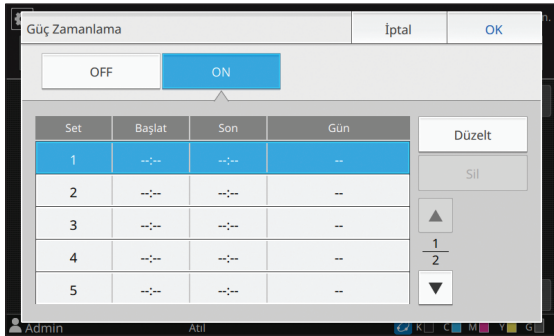 Güç Zamanlama İptal OK
OFF ON
Set Başlat Son Gün Düzelt
1 --:-- --:-- -- Sil
2 --:-- --:-- --
3 --:-- --:-- --
1
4 --:-- --:-- --
2
5 --:-- --:-- --
Admin Atıl K C M Y G
n.